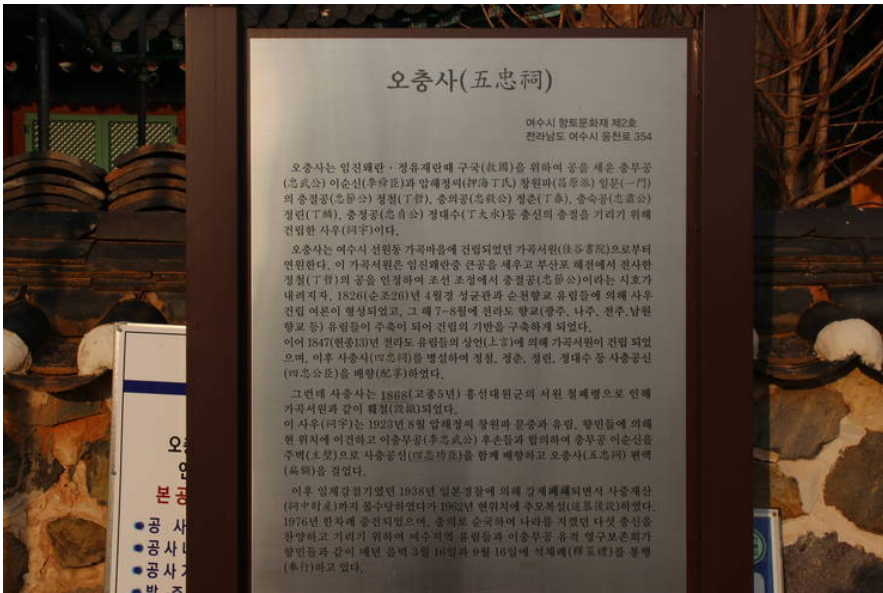 오충사(五忠祠)
여수시 향토문화재 제2호
전라남도 여수시 웅천로 354
오충사는 임진왜란 · 정유재란때 구국(救國)을 위하여 공을 세운 충무공
(忠武公) 이순신(李舜臣)과 압해정씨(押海丁氏) 창원파(昌原派) 일문(一門)
의 충절공(忠節公) 정철(丁哲), 충의공(忠毅公) 정춘(丁春), 충숙공(忠肅公)
정린(丁麟), 충정공(忠貞公) 정대수(丁大水)등 충신의 충절을 기리기 위해
건립한 사우(祠宇)이다.
오충사는 여수시 선원동 가곡마을에 건립되었던 가곡서원(佳谷書院)으로부터
연원한다. 이 가곡서원은 임진왜란중 큰공을 세우고 부산포 해전에서 전사한
정철(丁哲)의 공을 인정하여 조선 조정에서 충절공(忠節公)이라는 시호가
내려지자, 1826(순조26)년 4월경 성균관과 순천향교 유림들에 의해 사우
건립 여론이 형성되었고, 그 해 7~8월에 전라도 향교(광주, 나주, 전주, 남원
향교 등) 유림들이 주축이 되어 건립의 기반을 구축하게 되었다.
이어 1847(헌종13)년 전라도 유림들의 상언(上言)에 의해 가곡서원이 건립 되었
으며, 이후 사충사(四忠祠)를 병설하여 정철, 정춘, 정린, 정대수 등 사충공신
(四忠公臣)을 배향(配享)하였다.
그런데 사충사는 1868(고종5년) 흥선대원군의 서원 철폐령으로 인해
가곡서원과 같이 훼철(毁撤)되었다.
이 사우(祠宇)는 1923년 8월 압해정씨 창원파 문중과 유림, 향민들에 의해
현 위치에 이건하고 이충무공(李忠武公) 후손들과 합의하여 충무공 이순신을
주벽(主壁)으로 사충공신(四忠功臣)을 함께 배향하고 오충사(五忠祠) 편액
(扁額)을 걸었다.
이후 일제강점기였던 1938년 일본경찰에 의해 강제 되면서 사중재산
(祠中財産)까지 몰수당하였다가 1962년 현위치에 추모복설(追慕復設)하였다.
1976년 한차례 중건되었으며, 충의로 순국하여 나라를 지켰던 다섯 충신을
찬양하고 기리기 위하여 여수지역 유림들과 이충무공 유적 영구보존회가
향민들과 같이 매년 음력 3월 16일과 9월 16일에 석채례(釋菜禮)를 봉행
(奉行)하고 있다.
본 공
공 사
공사
공사